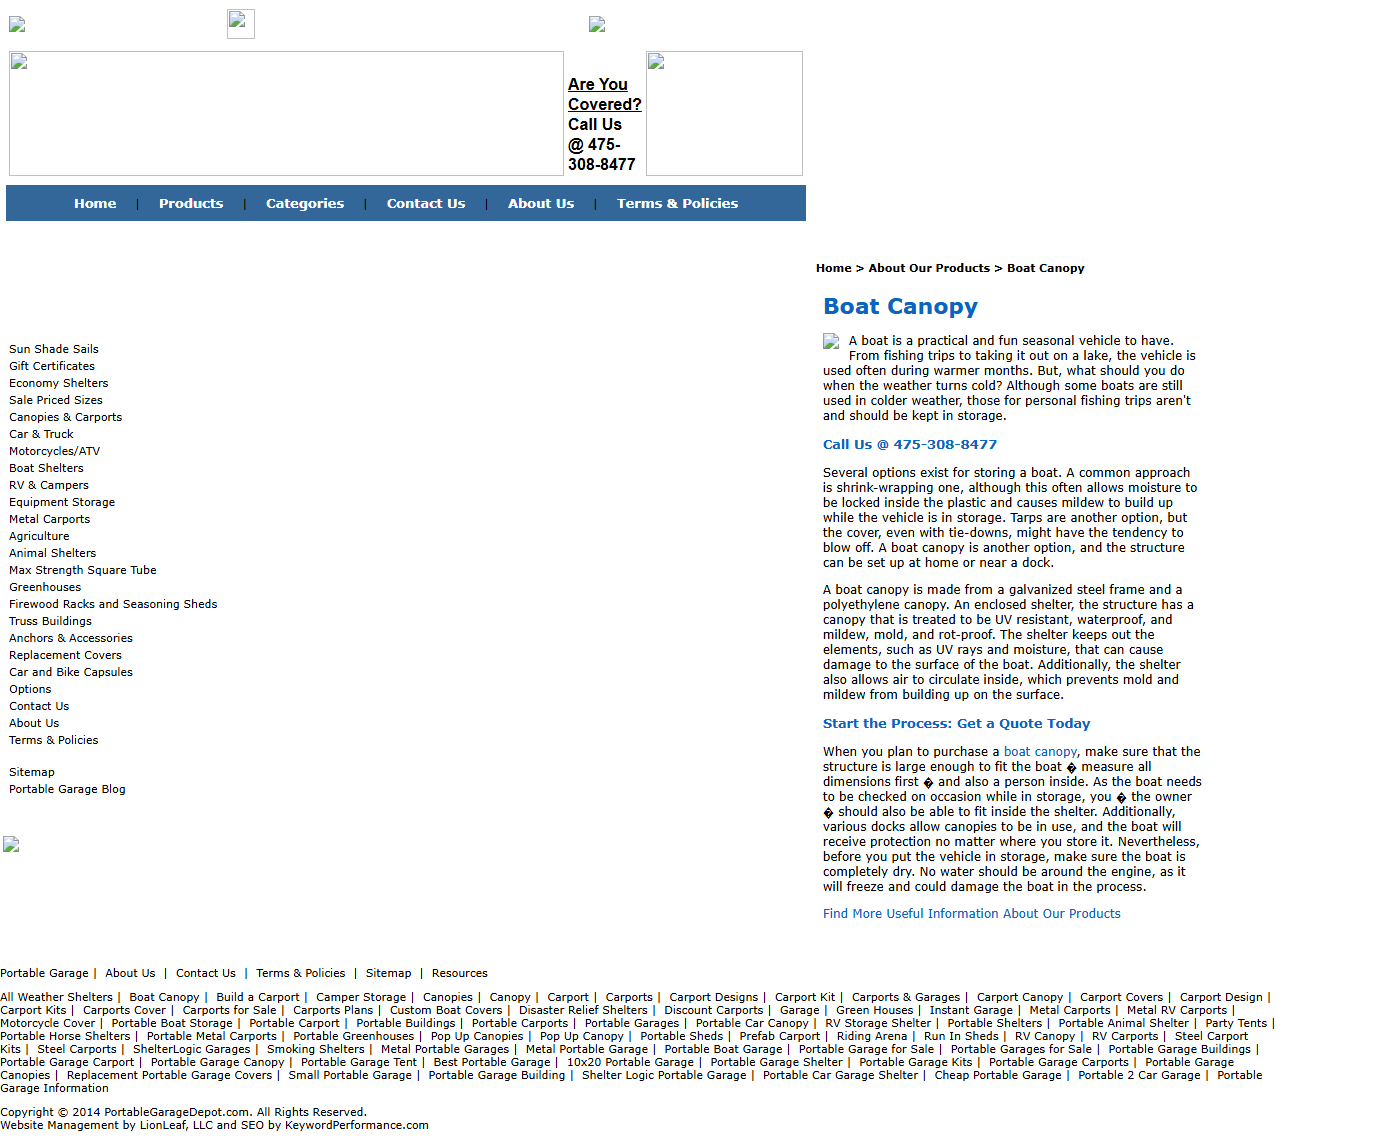 Are You
Covered?
Call Us
@ 475-
308-8477
Home | Products | Categories | Contact Us | About Us | Terms & Policies
Home > About Our Products > Boat Canopy
Boat Canopy
A boat is a practical and fun seasonal vehicle to have.
From fishing trips to taking it out on a lake, the vehicle is
used often during warmer months. But, what should you do
when the weather turns cold? Although some boats are still
used in colder weather, those for personal fishing trips aren't
and should be kept in storage.
Call Us @ 475-308-8477
Several options exist for storing a boat. A common approach
is shrink-wrapping one, although this often allows moisture to
be locked inside the plastic and causes mildew to build up
while the vehicle is in storage. Tarps are another option, but
the cover, even with tie-downs, might have the tendency to
blow off. A boat canopy is another option, and the structure
can be set up at home or near a dock.
A boat canopy is made from a galvanized steel frame and a
polyethylene canopy. An enclosed shelter, the structure has a
canopy that is treated to be UV resistant, waterproof, and
mildew, mold, and rot-proof. The shelter keeps out the
elements, such as UV rays and moisture, that can cause
damage to the surface of the boat. Additionally, the shelter
also allows air to circulate inside, which prevents mold and
mildew from building up on the surface.
Start the Process: Get a Quote Today
When you plan to purchase a boat canopy, make sure that the
structure is large enough to fit the boat � measure all
dimensions first � and also a person inside. As the boat needs
to be checked on occasion while in storage, you � the owner
� should also be able to fit inside the shelter. Additionally,
various docks allow canopies to be in use, and the boat will
receive protection no matter where you store it. Nevertheless,
before you put the vehicle in storage, make sure the boat is
completely dry. No water should be around the engine, as it
will freeze and could damage the boat in the process.
Find More Useful Information About Our Products
Sun Shade Sails
Gift Certificates
Economy Shelters
Sale Priced Sizes
Canopies & Carports
Car & Truck
Motorcycles/ATV
Boat Shelters
RV & Campers
Equipment Storage
Metal Carports
Agriculture
Animal Shelters
Max Strength Square Tube
Greenhouses
Firewood Racks and Seasoning Sheds
Truss Buildings
Anchors & Accessories
Replacement Covers
Car and Bike Capsules
Options
Contact Us
About Us
Terms & Policies
Sitemap
Portable Garage Blog
Portable Garage | About Us | Contact Us | Terms & Policies | Sitemap | Resources
All Weather Shelters | Boat Canopy | Build a Carport | Camper Storage | Canopies | Canopy | Carport | Carports | Carport Designs | Carport Kit | Carports & Garages | Carport Canopy | Carport Covers | Carport Design |
Carport Kits | Carports Cover | Carports for Sale | Carports Plans | Custom Boat Covers | Disaster Relief Shelters | Discount Carports | Garage | Green Houses | Instant Garage | Metal Carports | Metal RV Carports |
Motorcycle Cover | Portable Boat Storage | Portable Carport | Portable Buildings | Portable Carports | Portable Garages | Portable Car Canopy | RV Storage Shelter | Portable Shelters | Portable Animal Shelter | Party Tents |
Portable Horse Shelters | Portable Metal Carports | Portable Greenhouses | Pop Up Canopies | Pop Up Canopy | Portable Sheds | Prefab Carport | Riding Arena | Run In Sheds | RV Canopy | RV Carports | Steel Carport
Kits | Steel Carports | ShelterLogic Garages | Smoking Shelters | Metal Portable Garages | Metal Portable Garage | Portable Boat Garage | Portable Garage for Sale | Portable Garages for Sale | Portable Garage Buildings |
Portable Garage Carport | Portable Garage Canopy | Portable Garage Tent | Best Portable Garage | 10x20 Portable Garage | Portable Garage Shelter | Portable Garage Kits | Portable Garage Carports | Portable Garage
Canopies | Replacement Portable Garage Covers | Small Portable Garage | Portable Garage Building | Shelter Logic Portable Garage | Portable Car Garage Shelter | Cheap Portable Garage | Portable 2 Car Garage | Portable
Garage Information
Copyright © 2014 PortableGarageDepot.com. All Rights Reserved.
Website Management by LionLeaf, LLC and SEO by KeywordPerformance.com